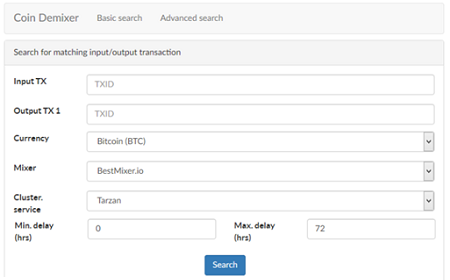 Coin Demixer Basic search Advanced search
Search for matching input/output transaction
Input TX TXID
Output TX 1 TXID
Currency Bitcoin (BTC)
Mixer BestMixer.io
Cluster. service Tarzan
Min. delay (hrs) 0 Max. delay (hrs) 72
Search